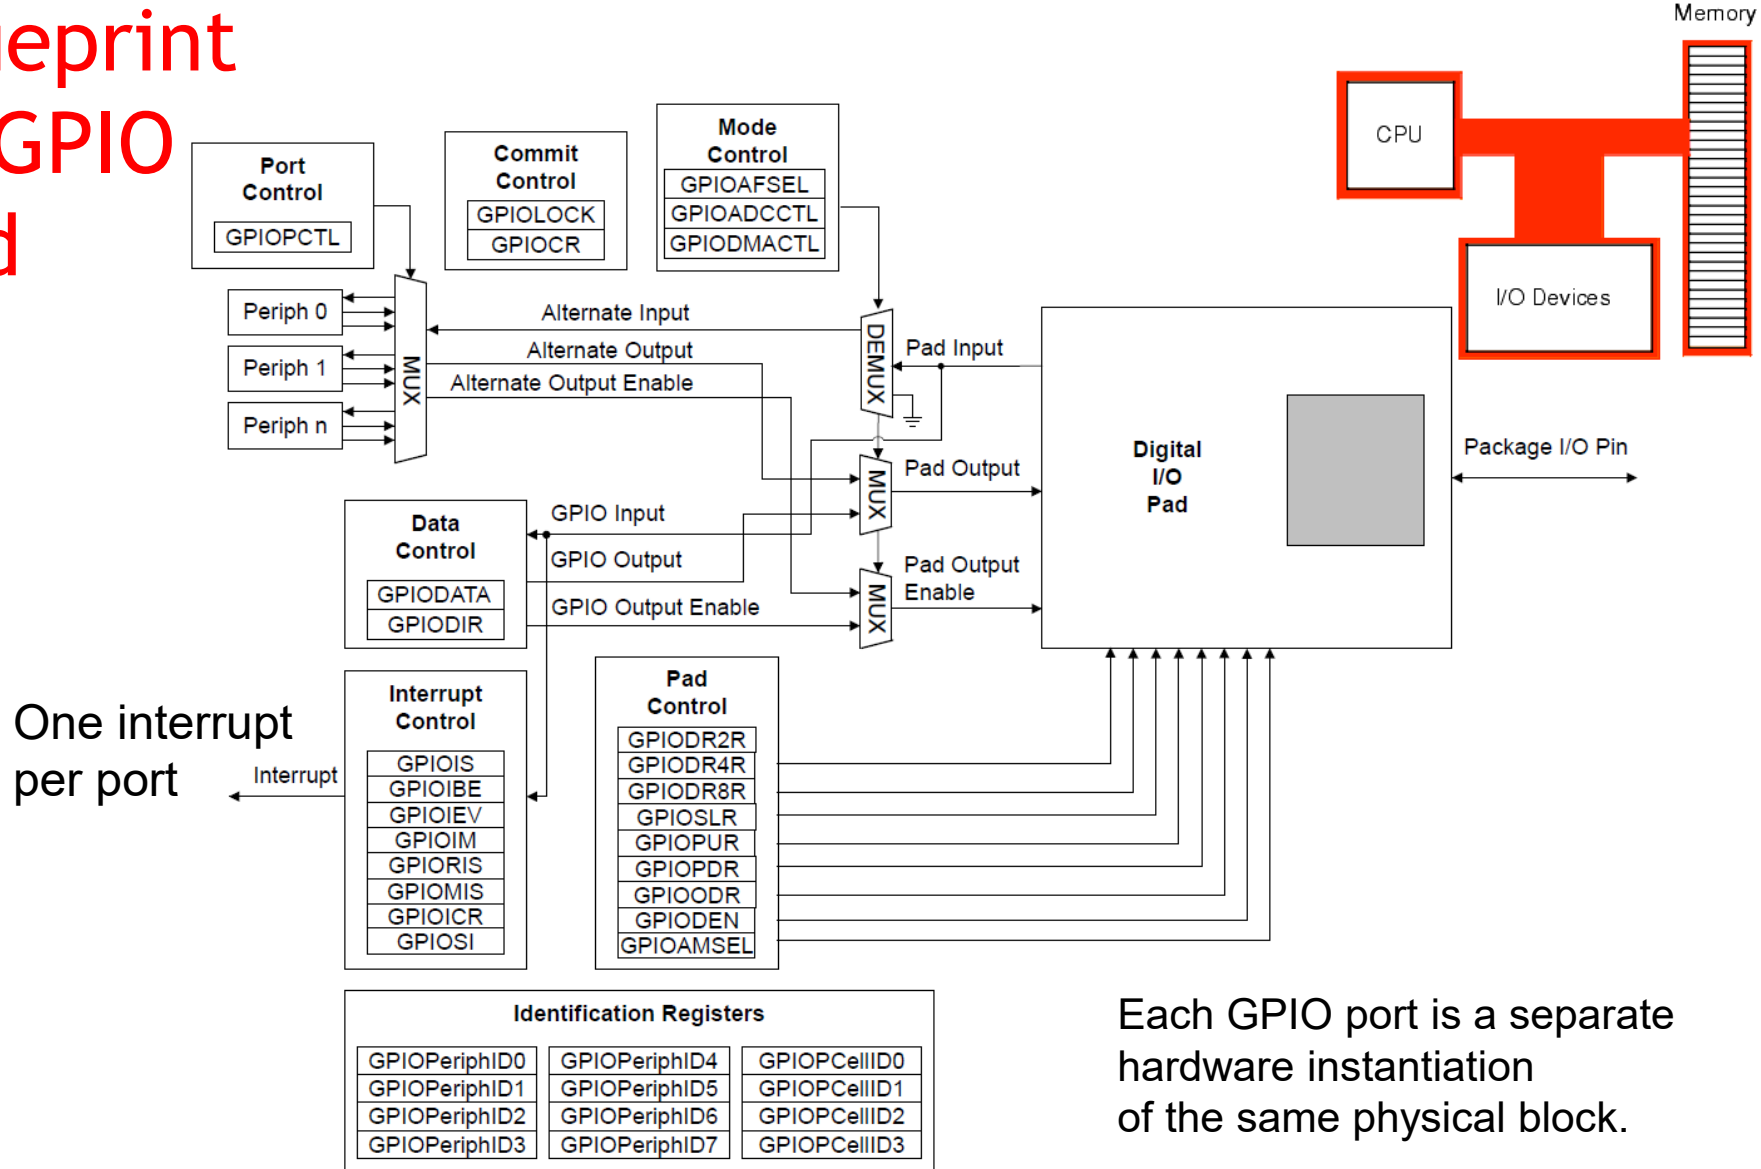 GPIO
Memory
CPU
I/O Devices
Port
Control
GPIOPCTL
Commit
Control
GPIOLOCK
GPIOCR
Mode
Control
GPIOAFSEL
GPIOADCCTL
GPIODMACTL
Periph 0
Periph 1
Periph n
MUX
Alternate Input
Alternate Output
Alternate Output Enable
DEMUX
Pad Input
MUX
Pad Output
MUX
Pad Output
Enable
Digital
I/O
Pad
Package I/O Pin
Data
Control
GPIODATA
GPIODIR
GPIO Input
GPIO Output
GPIO Output Enable
One interrupt
per port
Interrupt
Interrupt
Control
GPIOIS
GPIOIBE
GPIOIEV
GPIOIM
GPIORIS
GPIOMIS
GPIOICR
GPIOSI
Pad
Control
GPIODR2R
GPIODR4R
GPIODR8R
GPIOSLR
GPIOPUR
GPIOPDR
GPIOODR
GPIODEN
GPIOAMSEL
Identification Registers
GPIOPeriphID0 GPIOPeriphID4 GPIOPCellID0
GPIOPeriphID1 GPIOPeriphID5 GPIOPCellID1
GPIOPeriphID2 GPIOPeriphID6 GPIOPCellID2
GPIOPeriphID3 GPIOPeriphID7 GPIOPCellID3
Each GPIO port is a separate
hardware instantiation
of the same physical block.